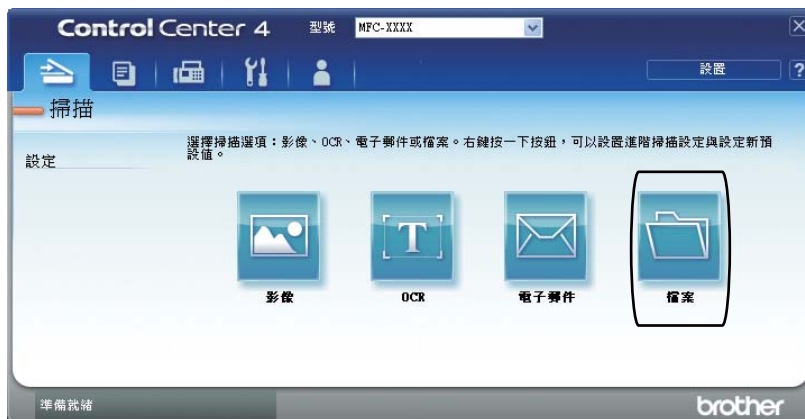 Control Center 4 型號 MFC-XXXX
設置 ?
掃描
選擇掃描選項：影像、OCR、電子郵件或檔案。右鍵按一下按鈕，可以設置進階掃描設定與設定新預
設值。
設定
T
影像 OCR 電子郵件 檔案
準備就緒 brother